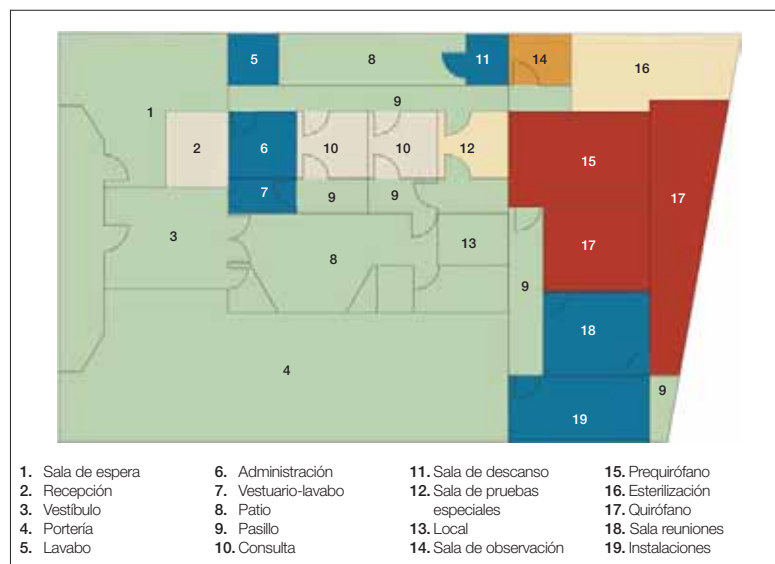 5
8
11
14
16
9
1
2
6
10
10
12
15
7
9
9
17
3
13
17
8
9
18
4
9
19
1. Sala de espera
2. Recepción
3. Vestíbulo
4. Portería
5. Lavabo
6. Administración
7. Vestuario-lavabo
8. Patio
9. Pasillo
10. Consulta
11. Sala de descanso
12. Sala de pruebas
especiales
13. Local
14. Sala de observación
15. Prequirófano
16. Esterilización
17. Quirófano
18. Sala reuniones
19. Instalaciones